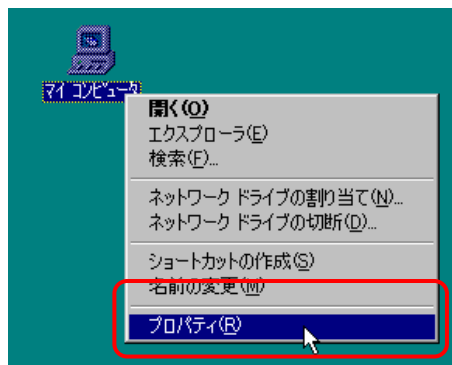 マイ コンピュータ
開く(O)
エクスプローラ(E)
検索(F)...
ネットワーク ドライブの割り当て(N)...
ネットワーク ドライブの切断(D)...
ショートカットの作成(S)
名前の変更(M)
プロパティ(R)